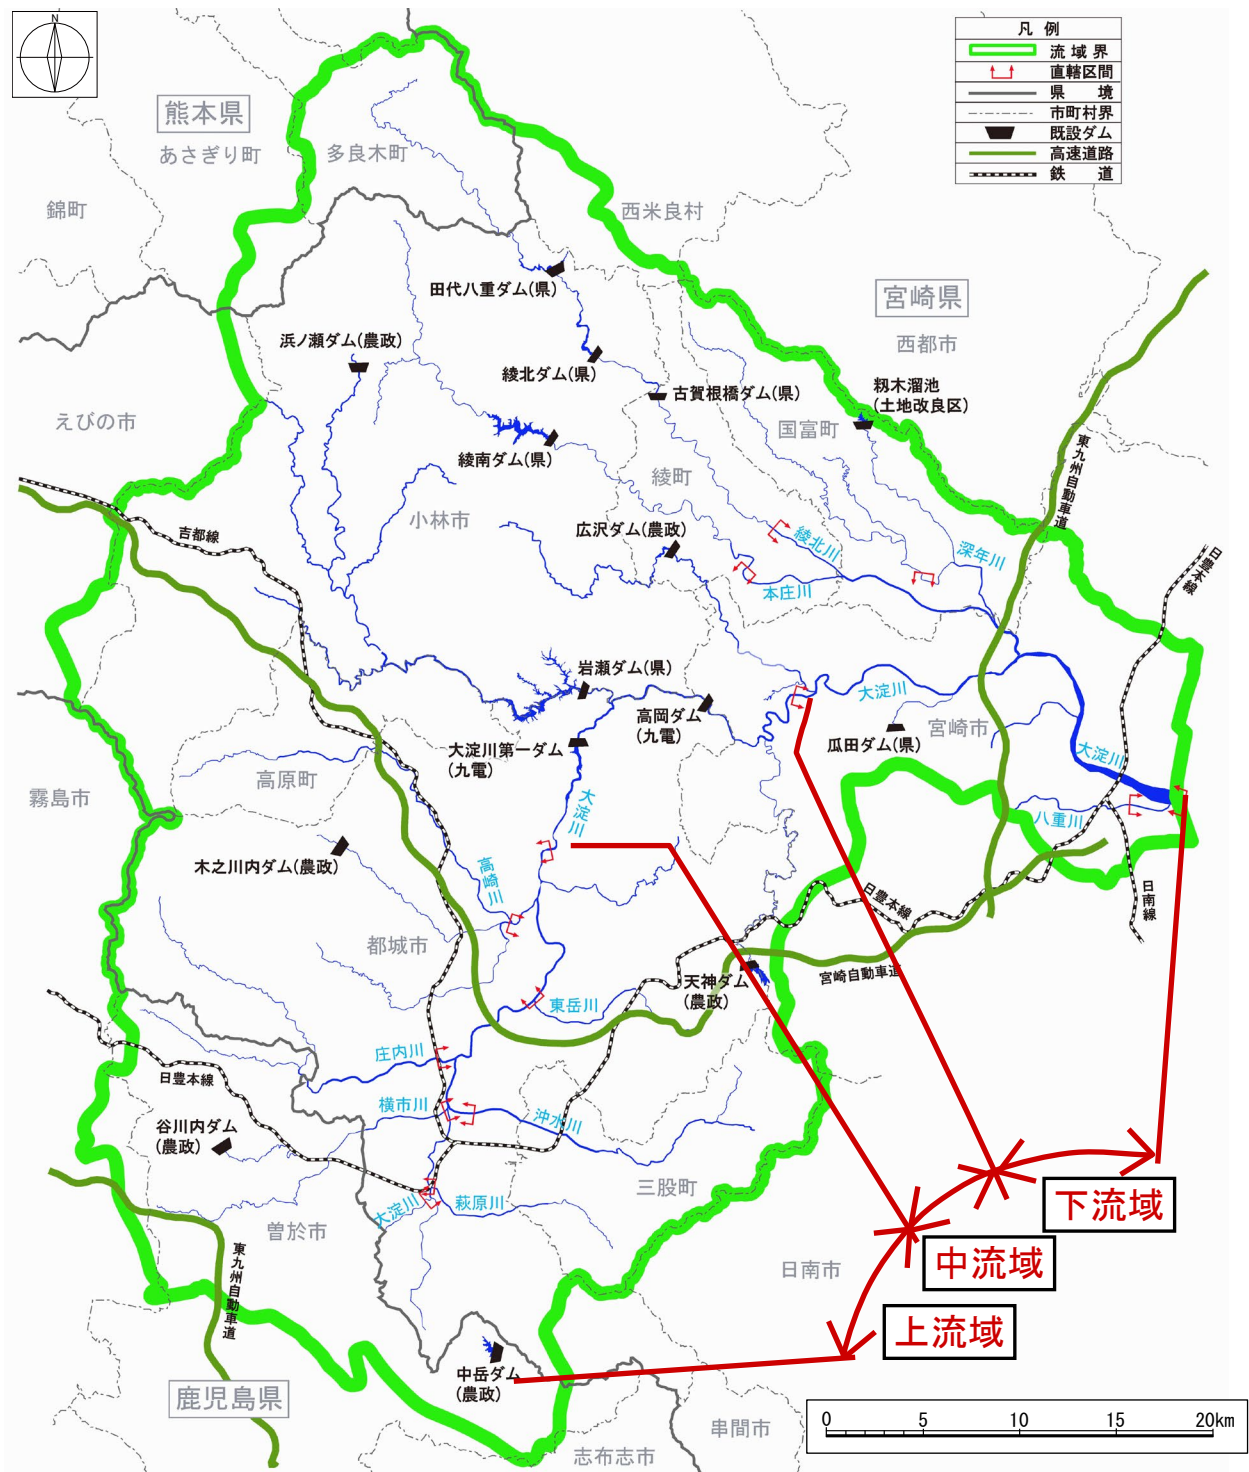 N
凡 例
流 域 界
直轄区間
県 境
市町村界
既設ダム
高速道路
鉄 道
熊本県
あさぎり町
多良木町
錦町
西米良村
宮崎県
西都市
田代八重ダム(県)
浜ノ瀬ダム(農政)
綾北ダム(県)
古賀根橋ダム(県)
籾木溜池
(土地改良区)
えびの市
国富町
綾南ダム(県)
綾町
東九州自動車道
小林市
広沢ダム(農政)
吉都線
綾北川
深年川
日豊本線
本庄川
岩瀬ダム(県)
大淀川
高岡ダム
(九電)
宮崎市
瓜田ダム(県)
大淀川第一ダム
(九電)
大淀川
高原町
霧島市
大淀川
八重川
木之川内ダム(農政)
高崎川
日豊本線
日南線
都城市
宮崎自動車道
天神ダム
(農政)
東岳川
庄内川
日豊本線
横市川
沖水川
谷川内ダム
(農政)
三股町
大淀川
萩原川
下流域
曽於市
東九州自動車道
中流域
日南市
上流域
中岳ダム
(農政)
鹿児島県
串間市
志布志市
0 5 10 15 20km